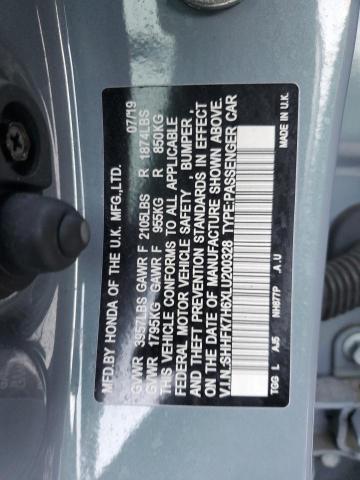 MFD.BY HONDA OF THE U.K. MFG.,LTD. 07/19
GVWR 3957LBS GAWR F 2105LBS R 1874LBS
GVWR 1795KG GAWR F 955KG R 850KG
THIS VEHICLE CONFORMS TO ALL APPLICABLE
FEDERAL MOTOR VEHICLE SAFETY , BUMPER ,
AND THEFT PREVENTION STANDARDS IN EFFECT
ON THE DATE OF MANUFACTURE SHOWN ABOVE.
V.I.N.SHHFK7H6XLU200328 TYPE:PASSENGER CAR
TGG L AJ5 NH877P .A.U MADE IN U.K.